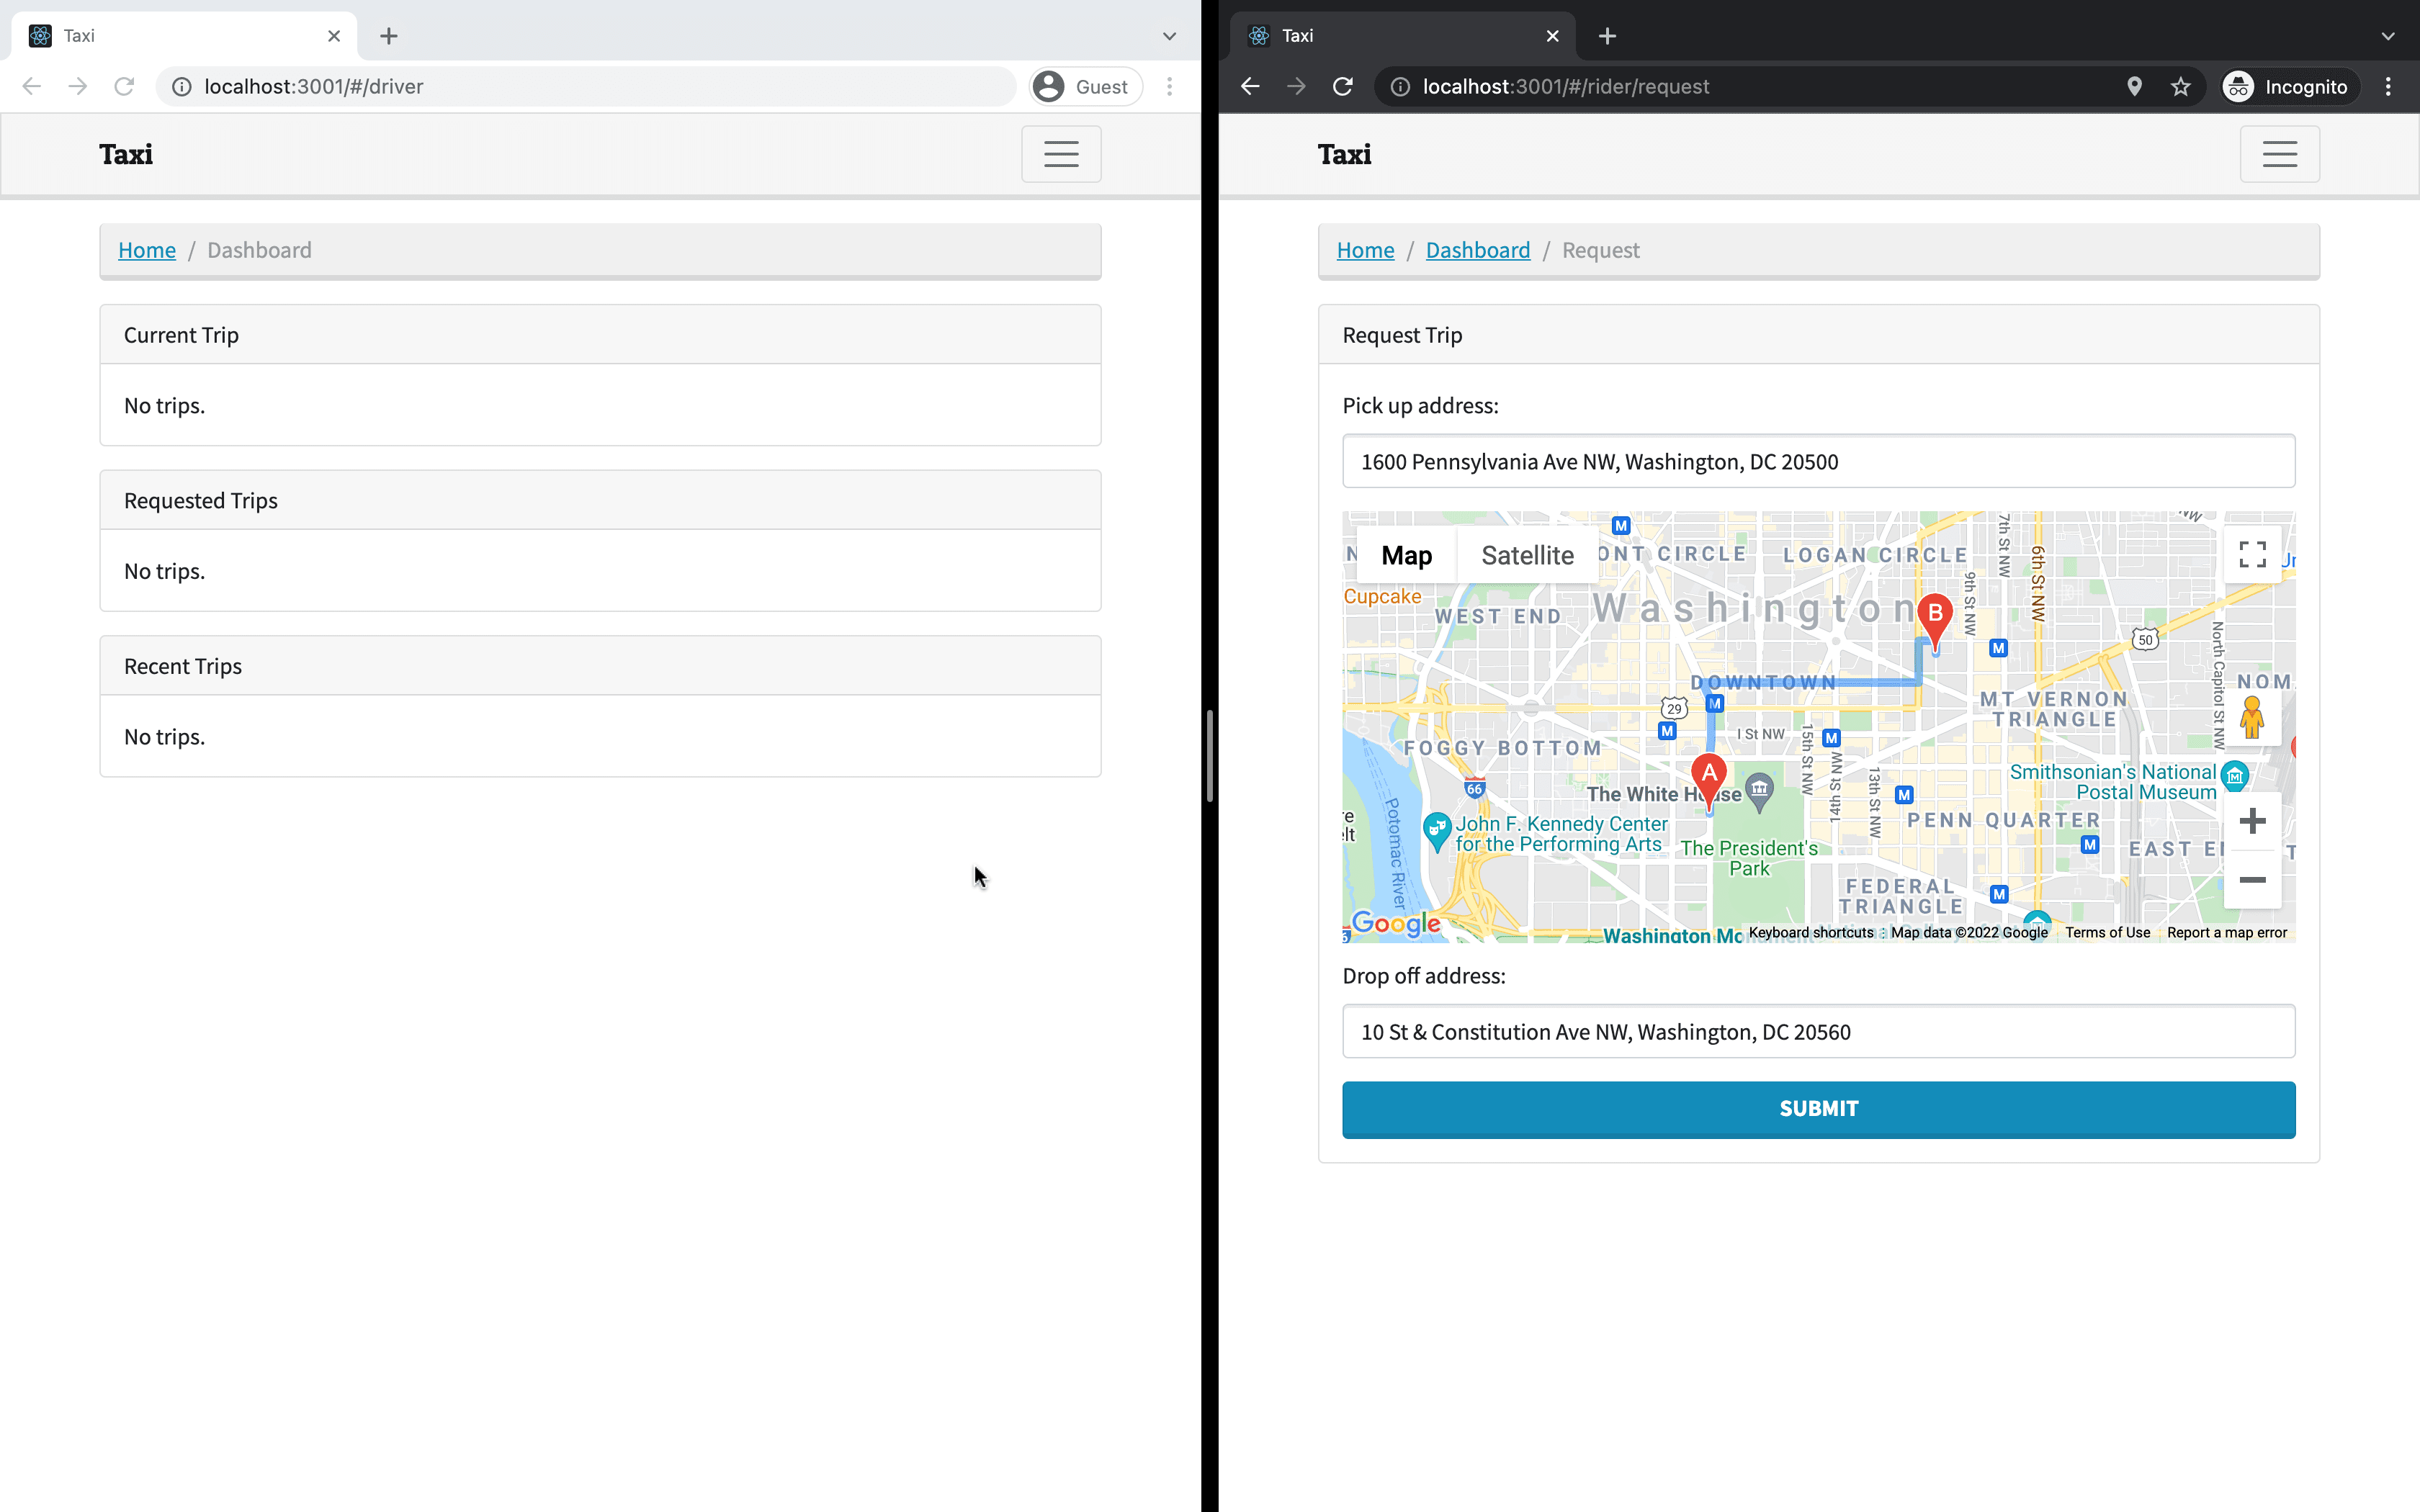 Taxi
localhost:3001/#/driver
Guest
Taxi
Home / Dashboard
Current Trip
No trips.
Requested Trips
No trips.
Recent Trips
No trips.
Taxi
localhost:3001/#/rider/request
Incognito
Taxi
Home / Dashboard / Request
Request Trip
Pick up address:
1600 Pennsylvania Ave NW, Washington, DC 20500
Map
Satellite
M
ONT CIRCLE
LOGAN CIRCLE
7th St NW
6th St NW
9th St NW
NW
Cupcake
WEST END
Washington
B
M
50
North Capitol St NW
DOWNTOWN
NOM
MT VERNON
TRIANGLE
29
M
M
I St NW
M
15th St NW
14th St NW
13th St NW
FOGGY BOTTOM
66
A
The White House
M
Smithsonian's National
Postal Museum
John F. Kennedy Center
for the Performing Arts
PENN QUARTER
M
The President's
Park
Potomac River
FEDERAL
TRIANGLE
M
Google
Keyboard shortcuts
Map data ©2022 Google
Terms of Use
Report a map error
Drop off address:
10 St & Constitution Ave NW, Washington, DC 20560
SUBMIT